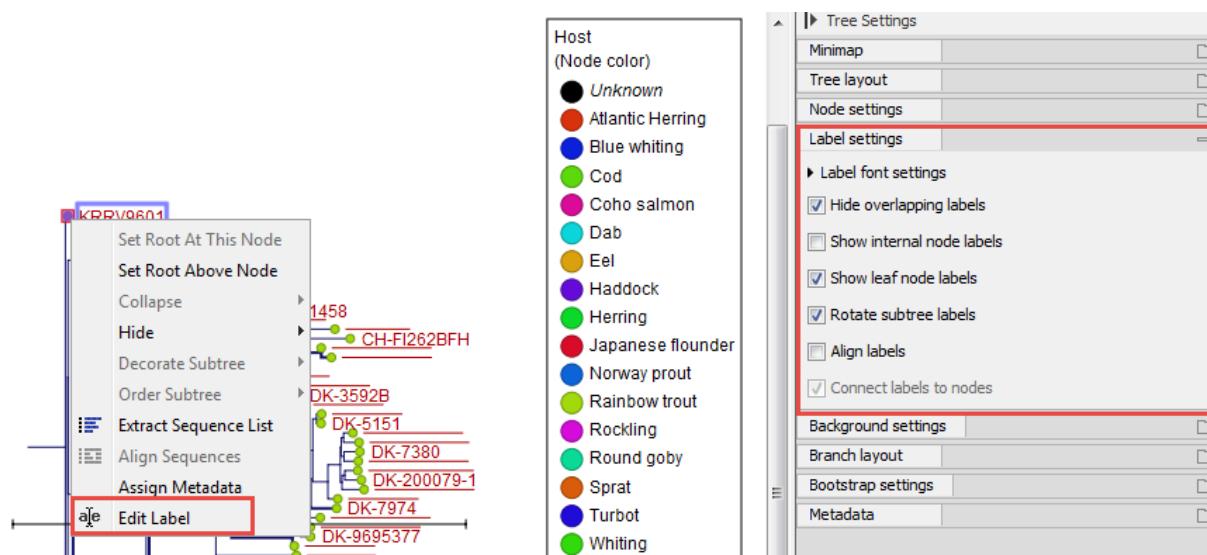 KRRV9601
Set Root At This Node
Set Root Above Node
Collapse
Hide
Decorate Subtree
Order Subtree
Extract Sequence List
Align Sequences
Assign Metadata
Edit Label
1458
CH-FI262BFH
DK-3592B
DK-5151
DK-7380
DK-200079-1
DK-7974
DK-9695377
Host
(Node color)
Unknown
Atlantic Herring
Blue whiting
Cod
Coho salmon
Dab
Eel
Haddock
Herring
Japanese flounder
Norway prout
Rainbow trout
Rockling
Round goby
Sprat
Turbot
Whiting
Tree Settings
Minimap
Tree layout
Node settings
Label settings
Label font settings
Hide overlapping labels
Show internal node labels
Show leaf node labels
Rotate subtree labels
Align labels
Connect labels to nodes
Background settings
Branch layout
Bootstrap settings
Metadata